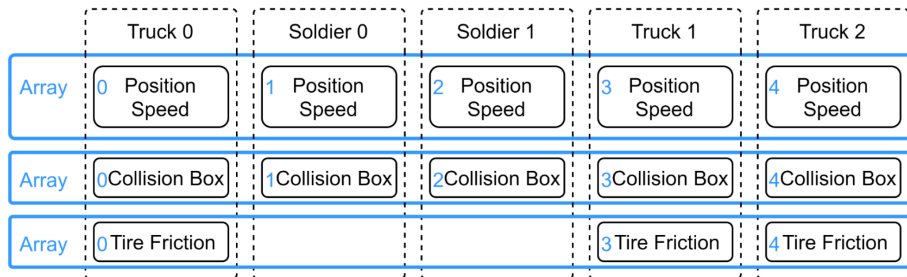 Truck 0 Soldier 0 Soldier 1 Truck 1 Truck 2
Array 0 Position 1 Position 2 Position 3 Position 4 Position
Speed Speed Speed Speed Speed
Array 0 Collision Box 1 Collision Box 2 Collision Box 3 Collision Box 4 Collision Box
Array 0 Tire Friction 3 Tire Friction 4 Tire Friction